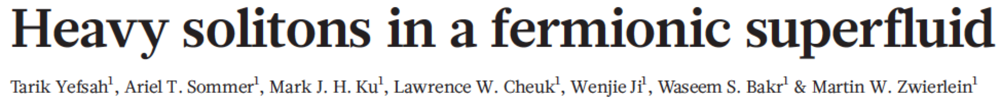 Heavy solitons in a fermionic superfluid
Tarik Yefsah¹, Ariel T. Sommer¹, Mark J. H. Ku¹, Lawrence W. Cheuk¹, Wenjie Ji¹, Waseem S. Bakr¹ & Martin W. Zwierlein¹